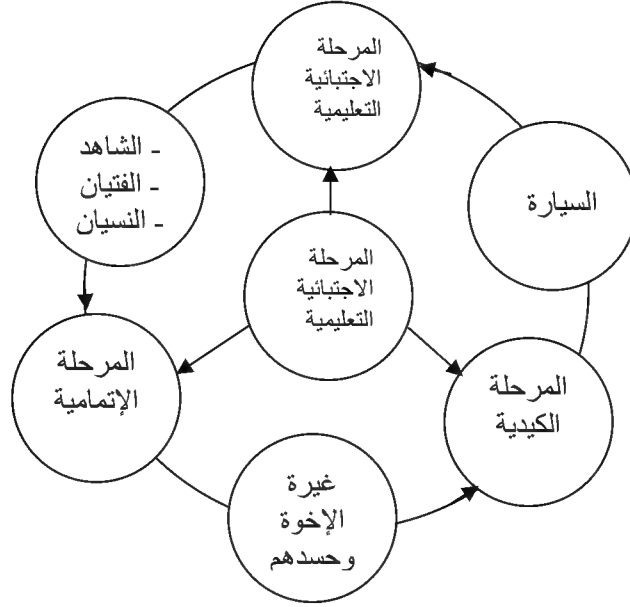 المرحلة
الاجتبائية
التعليمية
- الشاهد
- الفتيان
- النسيان
السيارة
المرحلة
الاجتبائية
التعليمية
المرحلة
الإتمامية
المرحلة
الكيدية
غيرة
الإخوة
وحسدهم